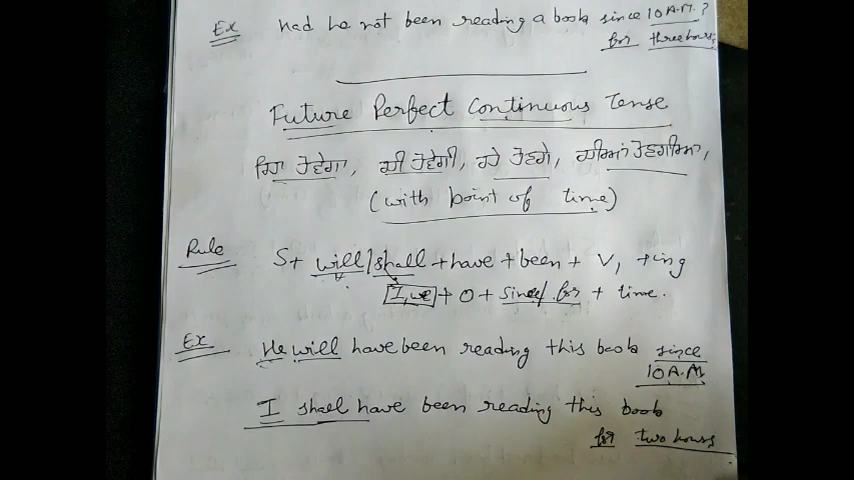 Ex Had he not been reading a book since 10 A.M.?
for three hours
Future Perfect Continuous Tense
ਰਿਹਾ ਹੋਵੇਗਾ, ਰਹੀ ਹੋਵੇਗੀ, ਰਹੇ ਹੋਣਗੇ, ਰਹੀਆਂ ਹੋਣਗੀਆ,
(with point of time)
Rule S+ will/shall +have +been + V1 +ing
[I, we] + O + since/for + time.
Ex He will have been reading this book since
10 A.M
I shall have been reading this book
for two hours